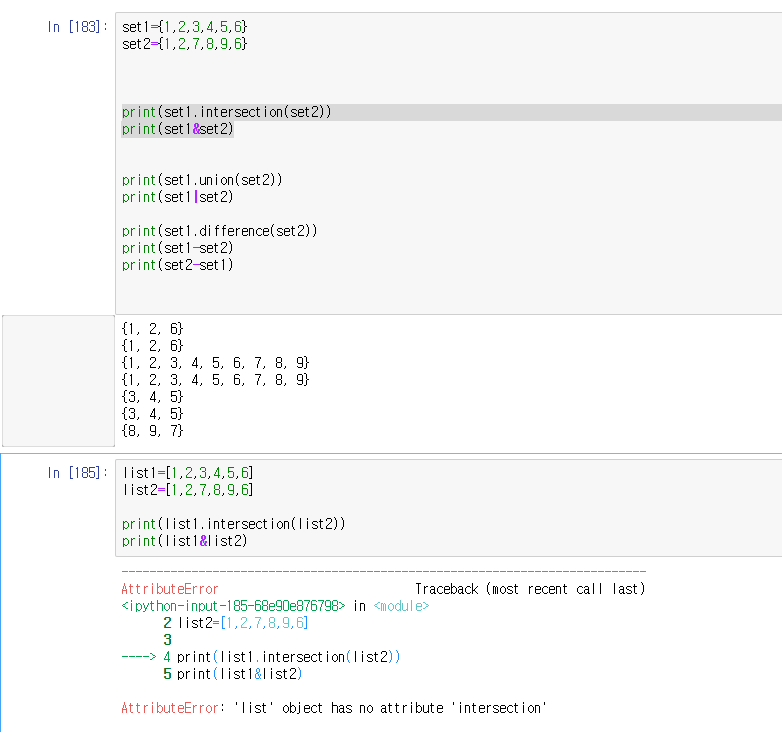 In [183]:
set1={1,2,3,4,5,6}
set2={1,2,7,8,9,6}
print(set1.intersection(set2))
print(set1&set2)
print(set1.union(set2))
print(set1|set2)
print(set1.difference(set2))
print(set1-set2)
print(set2-set1)
{1, 2, 6}
{1, 2, 6}
{1, 2, 3, 4, 5, 6, 7, 8, 9}
{1, 2, 3, 4, 5, 6, 7, 8, 9}
{3, 4, 5}
{3, 4, 5}
{8, 9, 7}
In [185]:
list1=[1,2,3,4,5,6]
list2=[1,2,7,8,9,6]
print(list1.intersection(list2))
print(list1&list2)
---------------------------------------------------------------------------
AttributeError                            Traceback (most recent call last)
<ipython-input-185-68e90e876798> in <module>
      2 list2=[1,2,7,8,9,6]
      3
----> 4 print(list1.intersection(list2))
      5 print(list1&list2)
AttributeError: 'list' object has no attribute 'intersection'